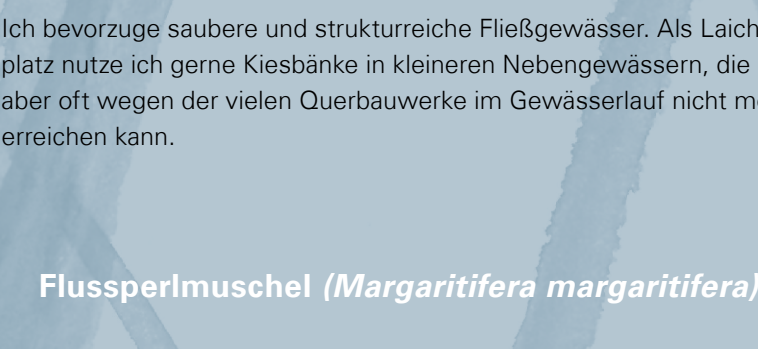 Ich bevorzuge saubere und strukturreiche Fließgewässer. Als Laich
platz nutze ich gerne Kiesbänke in kleineren Nebengewässern, die
aber oft wegen der vielen Querbauwerke im Gewässerlauf nicht m
erreichen kann.
Flussperlmuschel (Margaritifera margaritifera)